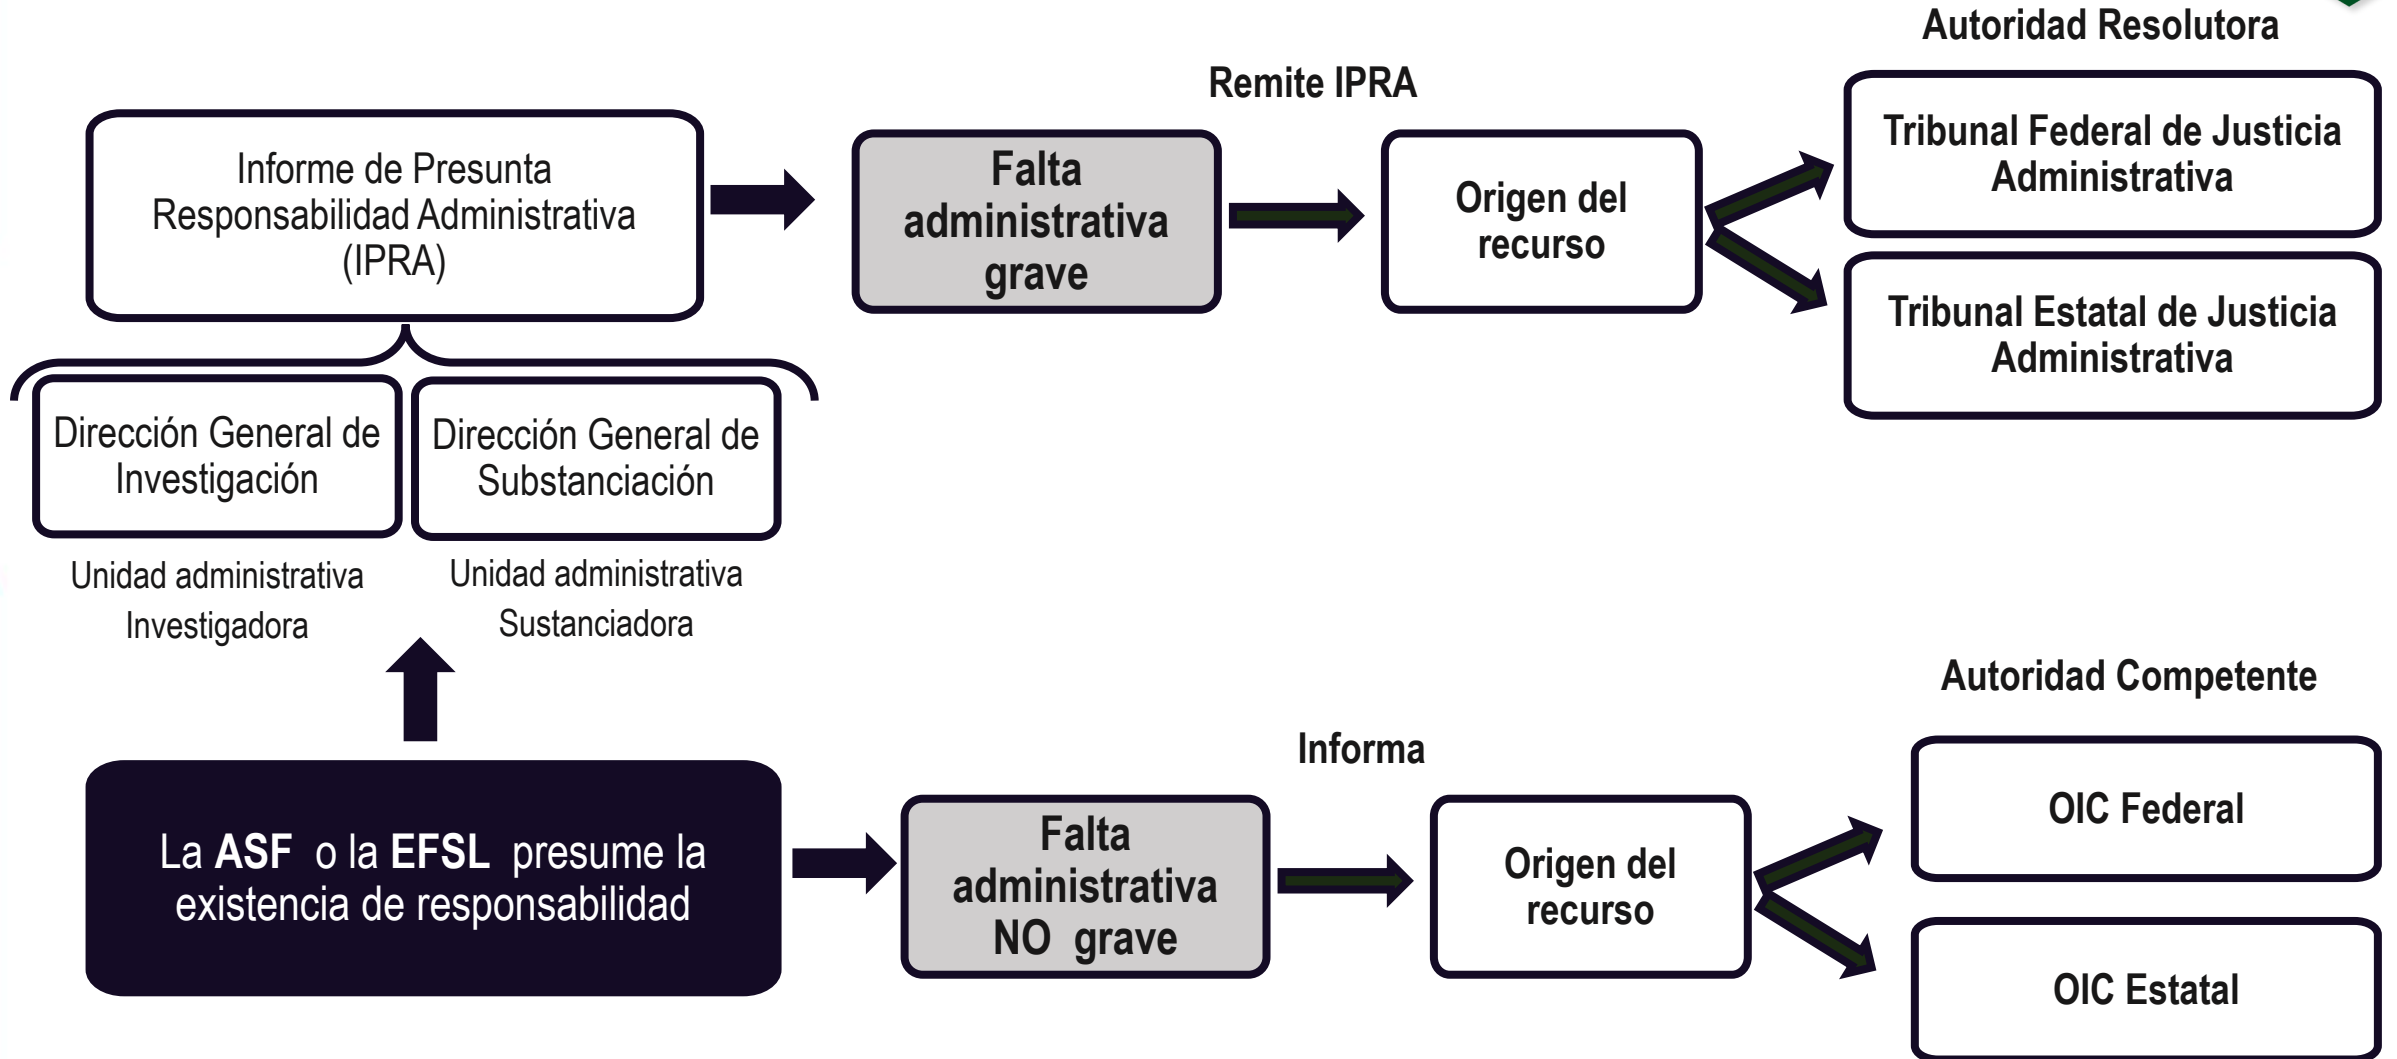 Autoridad Resolutora
Remite IPRA
Informe de Presunta
Responsabilidad Administrativa
(IPRA)
Falta
administrativa
grave
Origen del
recurso
Tribunal Federal de Justicia
Administrativa
Tribunal Estatal de Justicia
Administrativa
Dirección General de
Investigación
Dirección General de
Substanciación
Unidad administrativa
Investigadora
Unidad administrativa
Sustanciadora
Autoridad Competente
Informa
La ASF o la EFSL presume la
existencia de responsabilidad
Falta
administrativa
NO grave
Origen del
recurso
OIC Federal
OIC Estatal